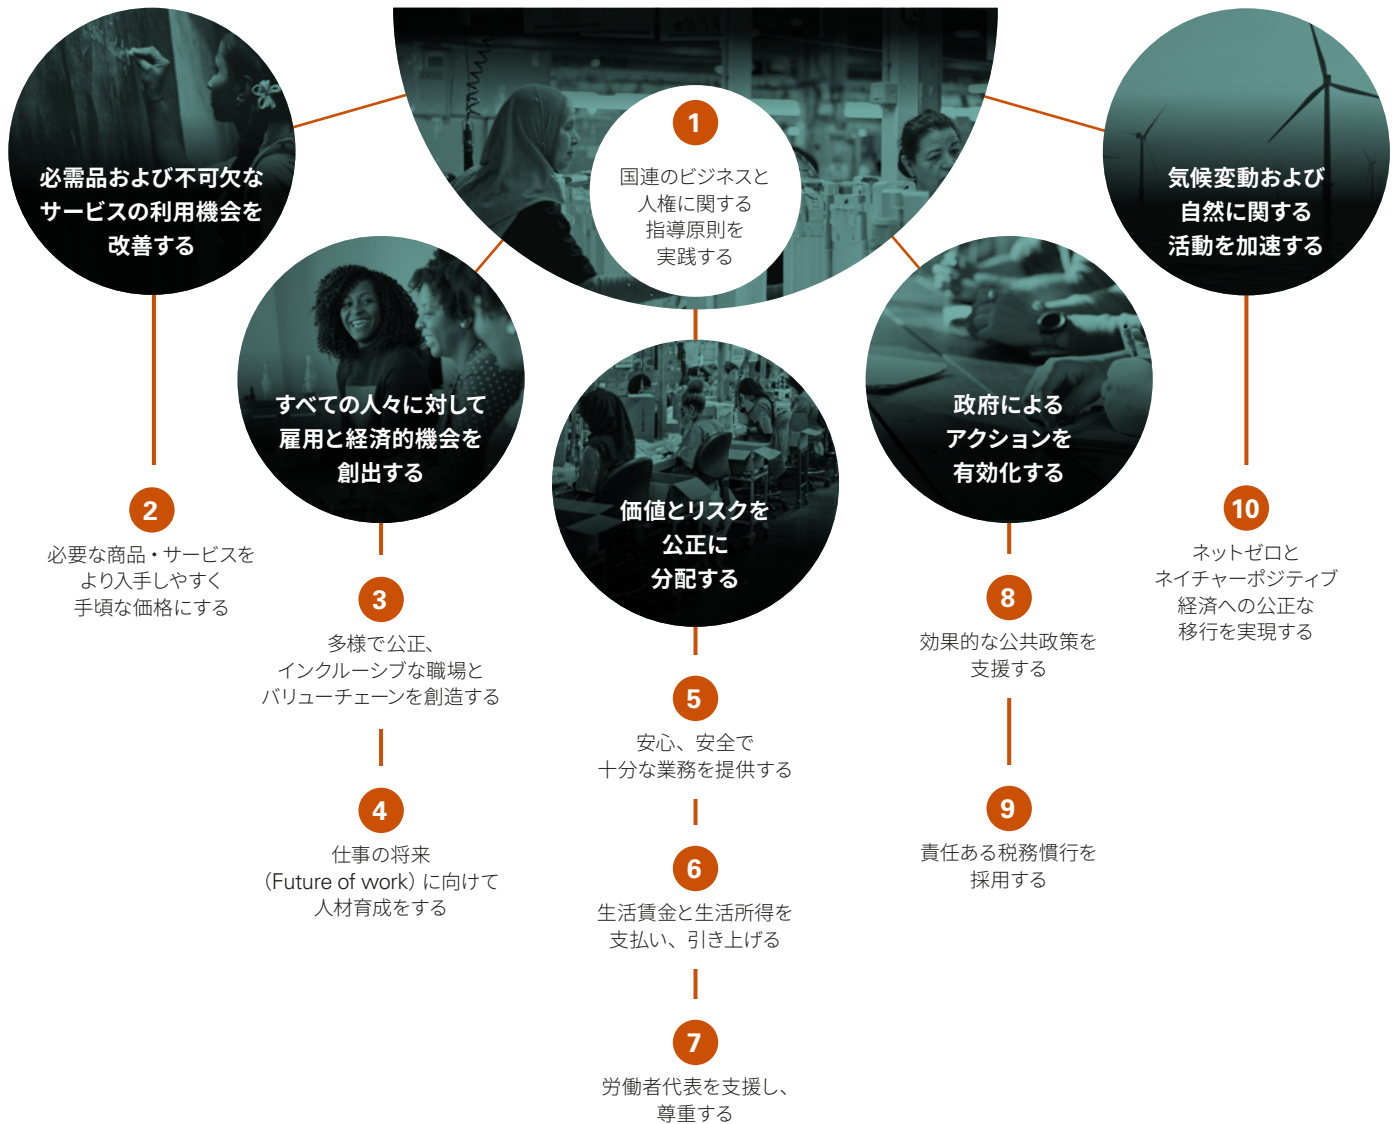 1
国連のビジネスと
人権に関する
指導原則を
実践する
必需品および不可欠な
サービスの利用機会を
改善する
2
必要な商品・サービスを
より入手しやすく
手頃な価格にする
すべての人々に対して
雇用と経済的機会を
創出する
3
多様で公正、
インクルーシブな職場と
バリューチェーンを創造する
4
仕事の将来
（Future of work）に向けて
人材育成をする
価値とリスクを
公正に
分配する
5
安心、安全で
十分な業務を提供する
6
生活賃金と生活所得を
支払い、引き上げる
7
労働者代表を支援し、
尊重する
政府による
アクションを
有効化する
8
効果的な公共政策を
支援する
9
責任ある税務慣行を
採用する
気候変動および
自然に関する
活動を加速する
10
ネットゼロと
ネイチャーポジティブ
経済への公正な
移行を実現する